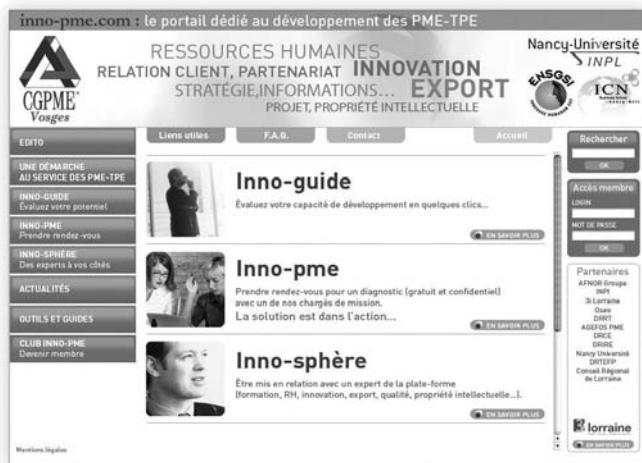 inno-pme.com : le portail dédié au développement des PME-TPE
CGPME
Vosges
RESSOURCES HUMAINES
RELATION CLIENT, PARTENARIAT INNOVATION
STRATÉGIE,INFORMATIONS... EXPORT
PROJET, PROPRIÉTÉ INTELLECTUELLE
Nancy-Université
INPL
ENSGSI
ICN
Liens utiles
F.A.Q.
Contact
Accueil
EDITO
UNE DÉMARCHE
AU SERVICE DES PME-TPE
INNO-GUIDE
Évaluez votre potentiel
INNO-PME
Prendre rendez-vous
INNO-SPHÈRE
Des experts à vos côtés
ACTUALITÉS
OUTILS ET GUIDES
CLUB INNO-PME
Devenir membre
Inno-guide
Évaluez votre capacité de développement en quelques clics...
EN SAVOIR PLUS
Inno-pme
Prendre rendez-vous pour un diagnostic (gratuit et confidentiel)
avec un de nos chargés de mission.
La solution est dans l'action...
EN SAVOIR PLUS
Inno-sphère
Être mis en relation avec un expert de la plate-forme
(formation, RH, innovation, export, qualité, propriété intellectuelle...).
EN SAVOIR PLUS
Rechercher
OK
Accès membre
LOGIN
MOT DE PASSE
OK
Partenaires
AFNOR Groupe
INPI
3i Lorraine
Oseo
DRRT
AGEFOS PME
DRCE
DRIRE
Nancy Université
DRTEFP
Conseil Régional
de Lorraine
3i lorraine
EN SAVOIR PLUS
Mentions légales